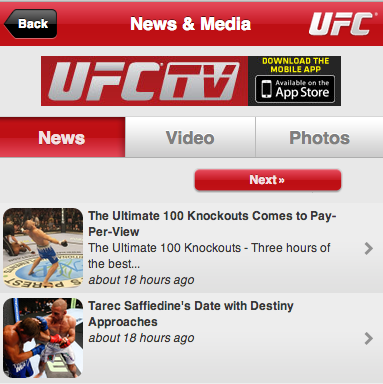 Back
News & Media
UFC
UFC TV
DOWNLOAD THE
MOBILE APP
Available on the
App Store
News
Video
Photos
Next »
The Ultimate 100 Knockouts Comes to Pay-
Per-View
The Ultimate 100 Knockouts - Three hours of
the best...
about 18 hours ago
Tarec Saffiedine's Date with Destiny
Approaches
about 18 hours ago